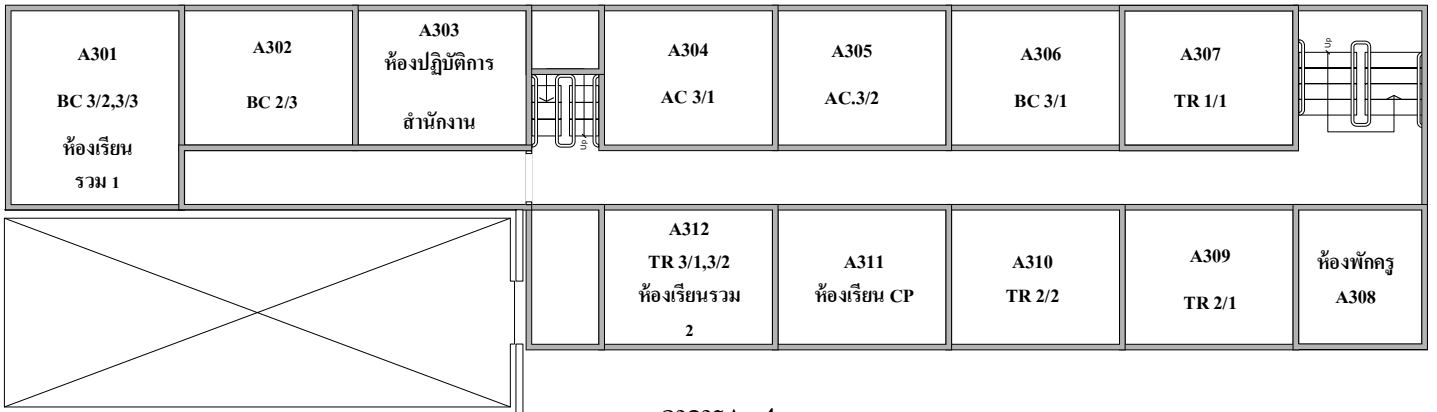 A301
BC 3/2,3/3
ห้องเรียน
รวม 1
A302
BC 2/3
A303
ห้องปฏิบัติการ
สำนักงาน
Up
A304
AC 3/1
A305
AC.3/2
A306
BC 3/1
A307
TR 1/1
Up
A312
TR 3/1,3/2
ห้องเรียนรวม
2
A311
ห้องเรียน CP
A310
TR 2/2
A309
TR 2/1
ห้องพักครู
A308